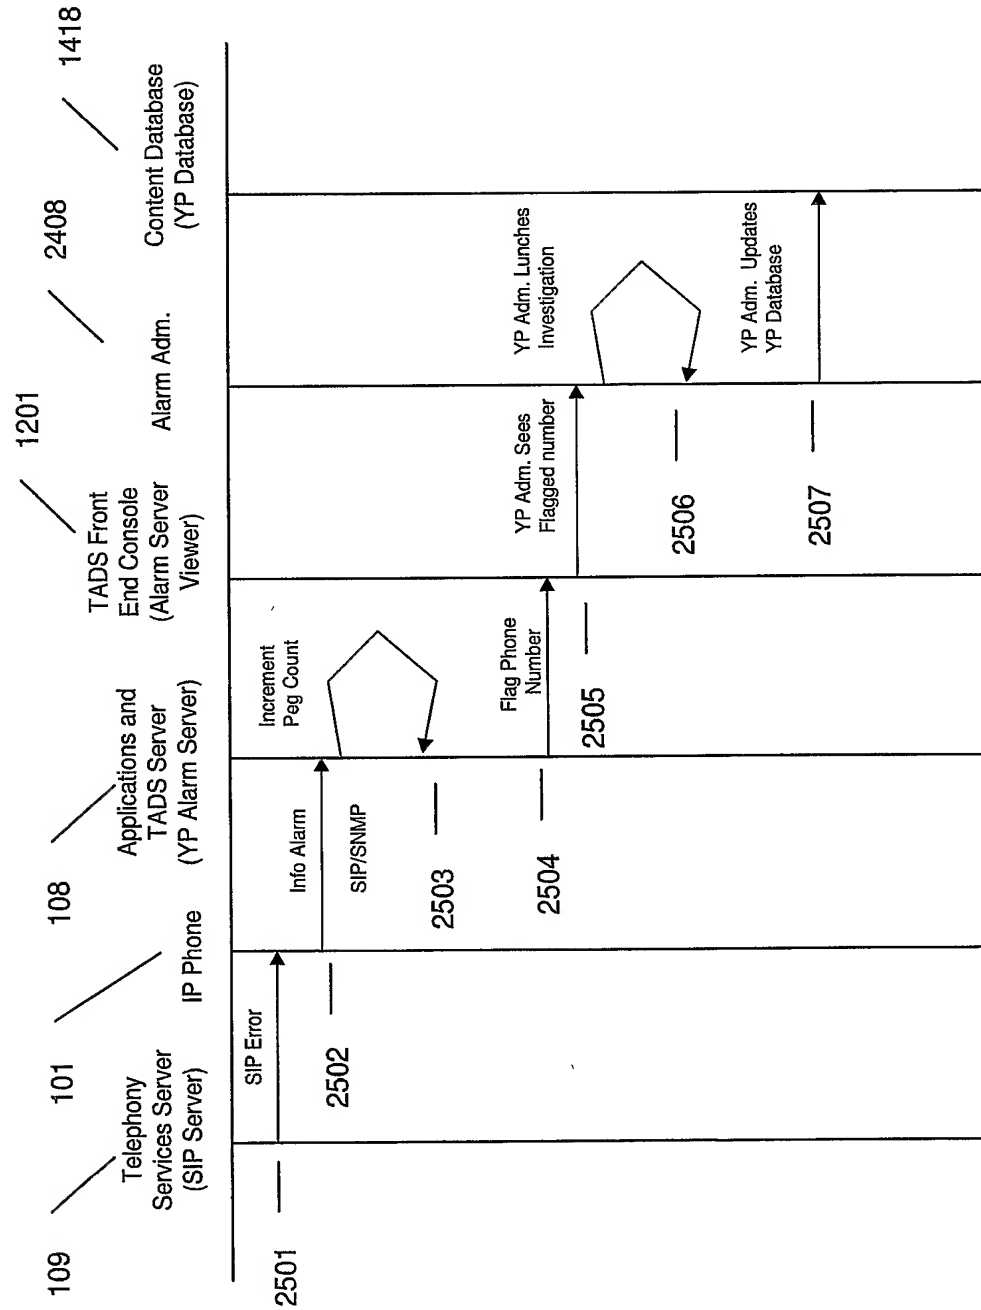 109
101
108
1201
2408
1418
Telephony
Services Server
(SIP Server)
IP Phone
Applications and
TADS Server
(YP Alarm Server)
TADS Front
End Console
(Alarm Server
Viewer)
Alarm Adm.
Content Database
(YP Database)
2501
SIP Error
2502
Info Alarm
SIP/SNMP
2503
Increment
Peg Count
2504
Flag Phone
Number
2505
YP Adm. Sees
Flagged number
2506
YP Adm. Lunches
Investigation
2507
YP Adm. Updates
YP Database